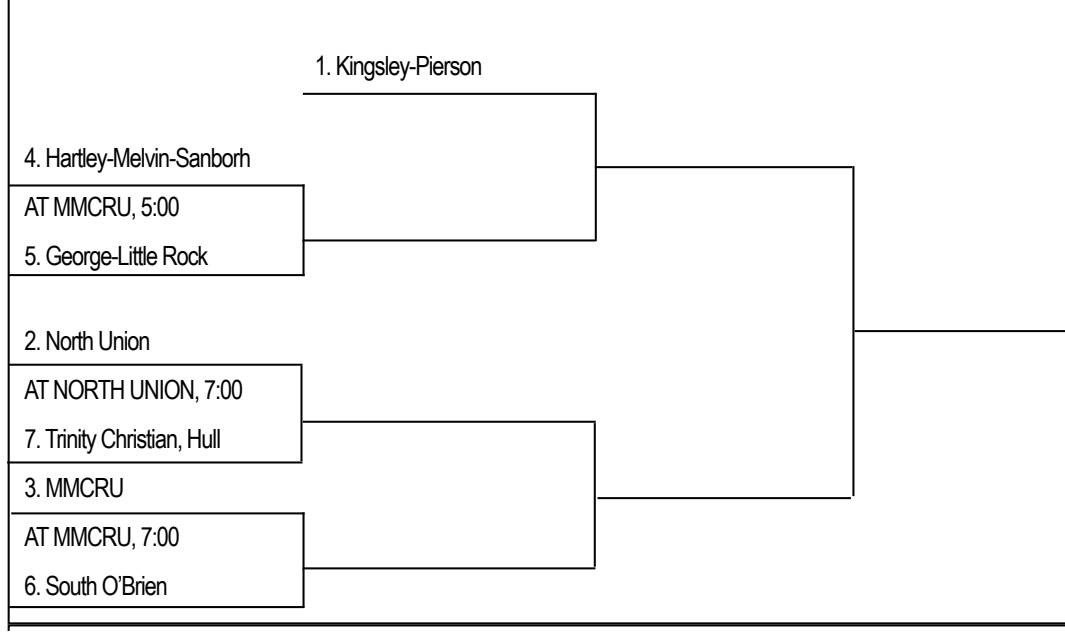 1. Kingsley-Pierson
4. Hartley-Melvin-Sanborh
AT MMCRU, 5:00
5. George-Little Rock
2. North Union
AT NORTH UNION, 7:00
7. Trinity Christian, Hull
3. MMCRU
AT MMCRU, 7:00
6. South O’Brien